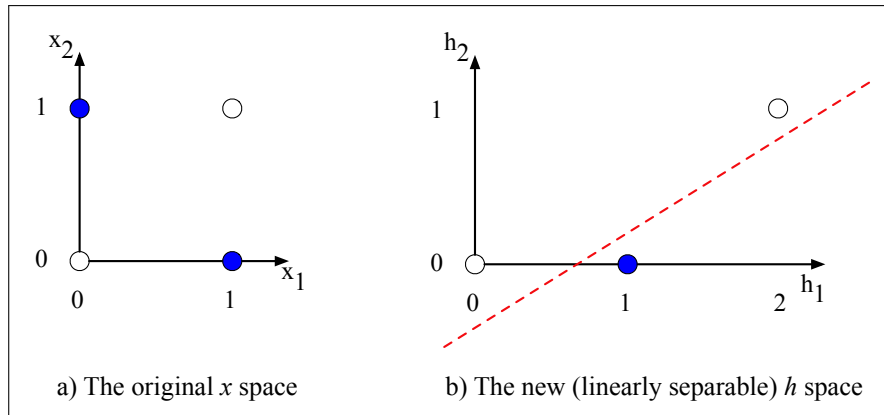 x2
1
0
x1
0
1
a) The original x space
h2
1
0
h1
0
1
2
b) The new (linearly separable) h space